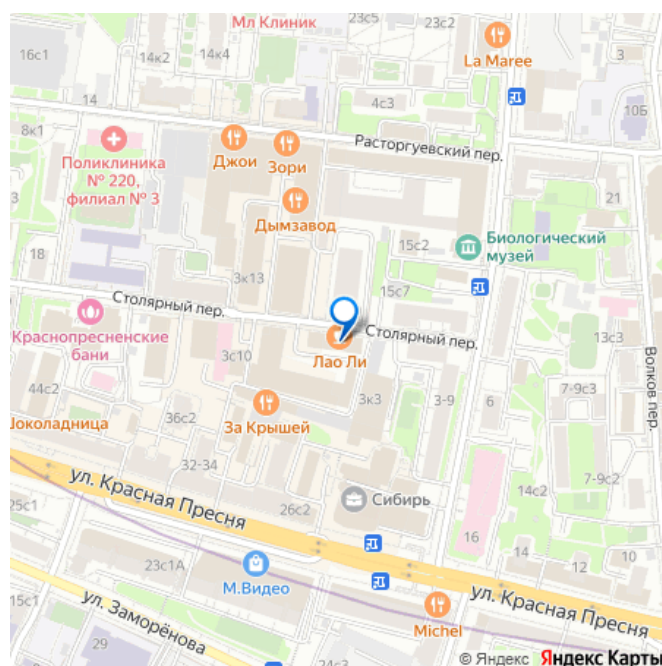 23с5
Мл Клиник
16с1
14к2
14к4
La Maree
3
14
4с3
10Б
8к1
Поликлиника
№ 220,
филиал № 3
Джои
Зори
Расторгуевский пер.
21
Дымзавод
15с2
Биологический
музей
18
3к13
15с7
Столярный пер.
Столярный пер.
13с3
Краснопресненские
бани
Лао Ли
3с10
Волков пер.
44с2
3к3
3-9
6
7-9с3
Шоколадница
36с2
За Крышей
32-34
7-9с2
ул. Красная Пресня
Сибирь
14с2
25с1
26с2
16
14
12
10
23с1А
М.Видео
15с1
ул. Заморёнова
ул. Красная Пресня
29
Michel
© Яндекс Яндекс Карты